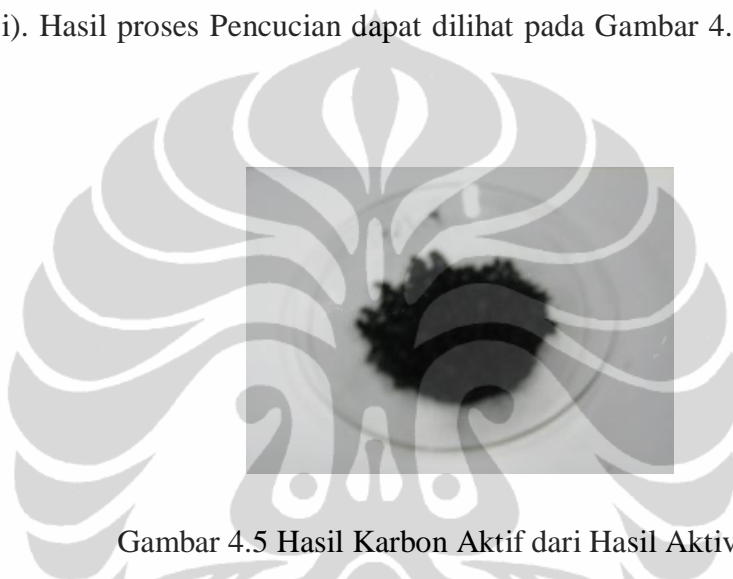 i). Hasil proses Pencucian dapat dilihat pada Gambar 4.
Gambar 4.5 Hasil Karbon Aktif dari Hasil Aktiv